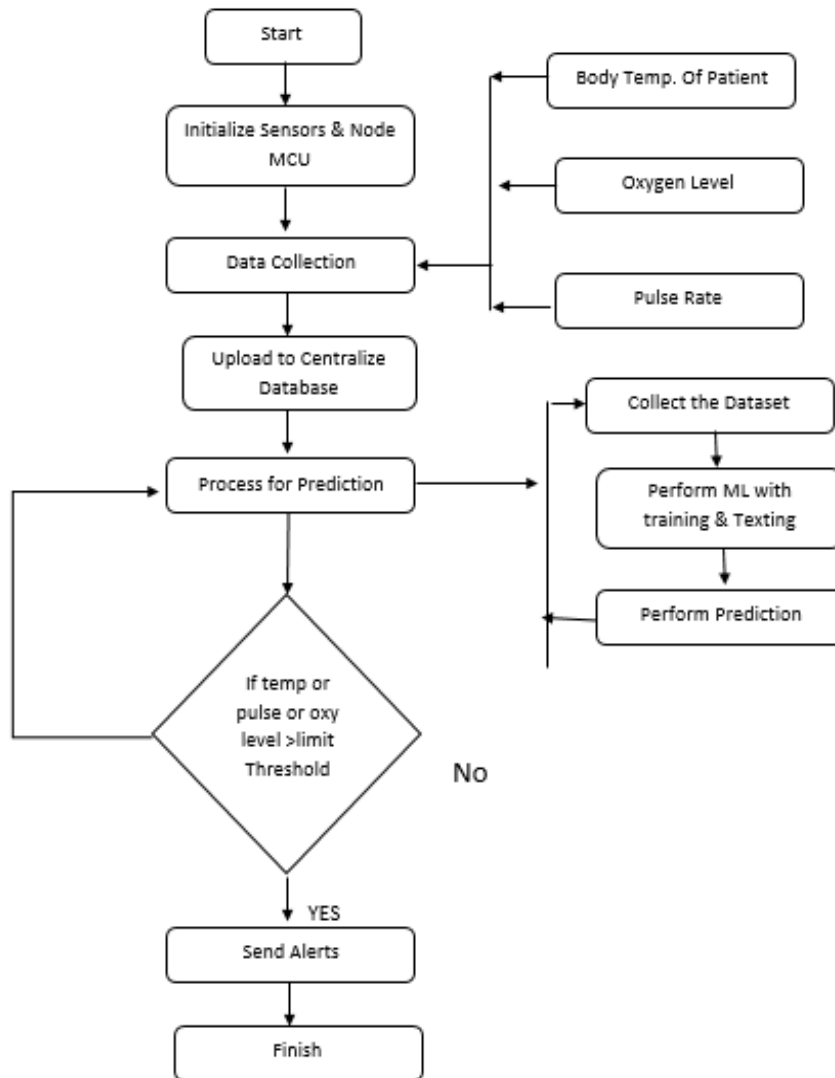 Start
Body Temp. Of Patient
Initialize Sensors & Node
MCU
Oxygen Level
Data Collection
Pulse Rate
Upload to Centralize
Database
Collect the Dataset
Process for Prediction
Perform ML with
training & Texting
Perform Prediction
If temp or
pulse or oxy
level >limit
Threshold
No
YES
Send Alerts
Finish